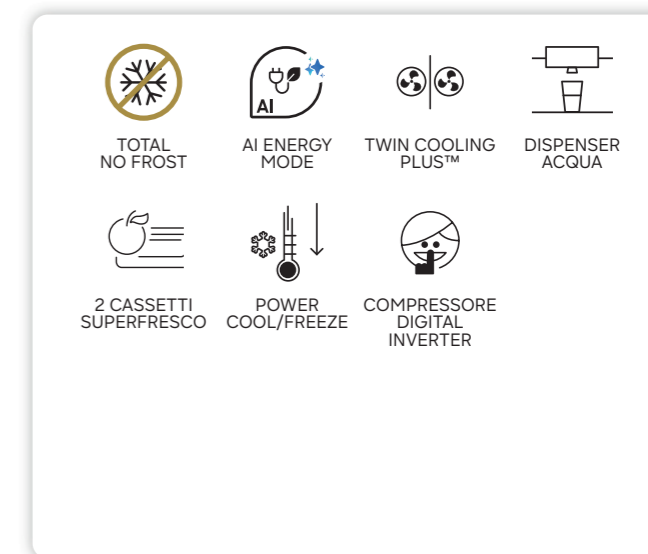 AI
TOTAL
NO FROST
AI ENERGY
MODE
TWIN COOLING
PLUS™
DISPENSER
ACQUA
2 CASSETTI
SUPERFRESCO
POWER
COOL/FREEZE
COMPRESSORE
DIGITAL
INVERTER